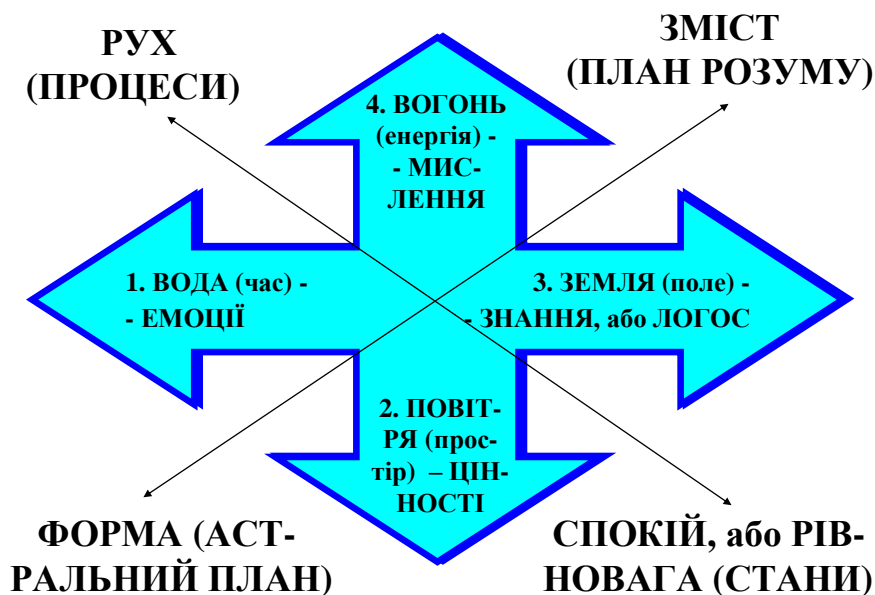 РУХ
(ПРОЦЕСИ)
ЗМІСТ
(ПЛАН РОЗУМУ)
4. ВОГОНЬ
(енергія) -
- МИС-
ЛЕННЯ
1. ВОДА (час) -
- ЕМОЦІЇ
3. ЗЕМЛЯ (поле) -
- ЗНАННЯ, або ЛОГОС
2. ПОВІТ-
РЯ (прос-
тір) – ЦІН-
НОСТІ
ФОРМА (АСТ-
РАЛЬНИЙ ПЛАН)
СПОКІЙ, або РІВ-
НОВАГА (СТАНИ)